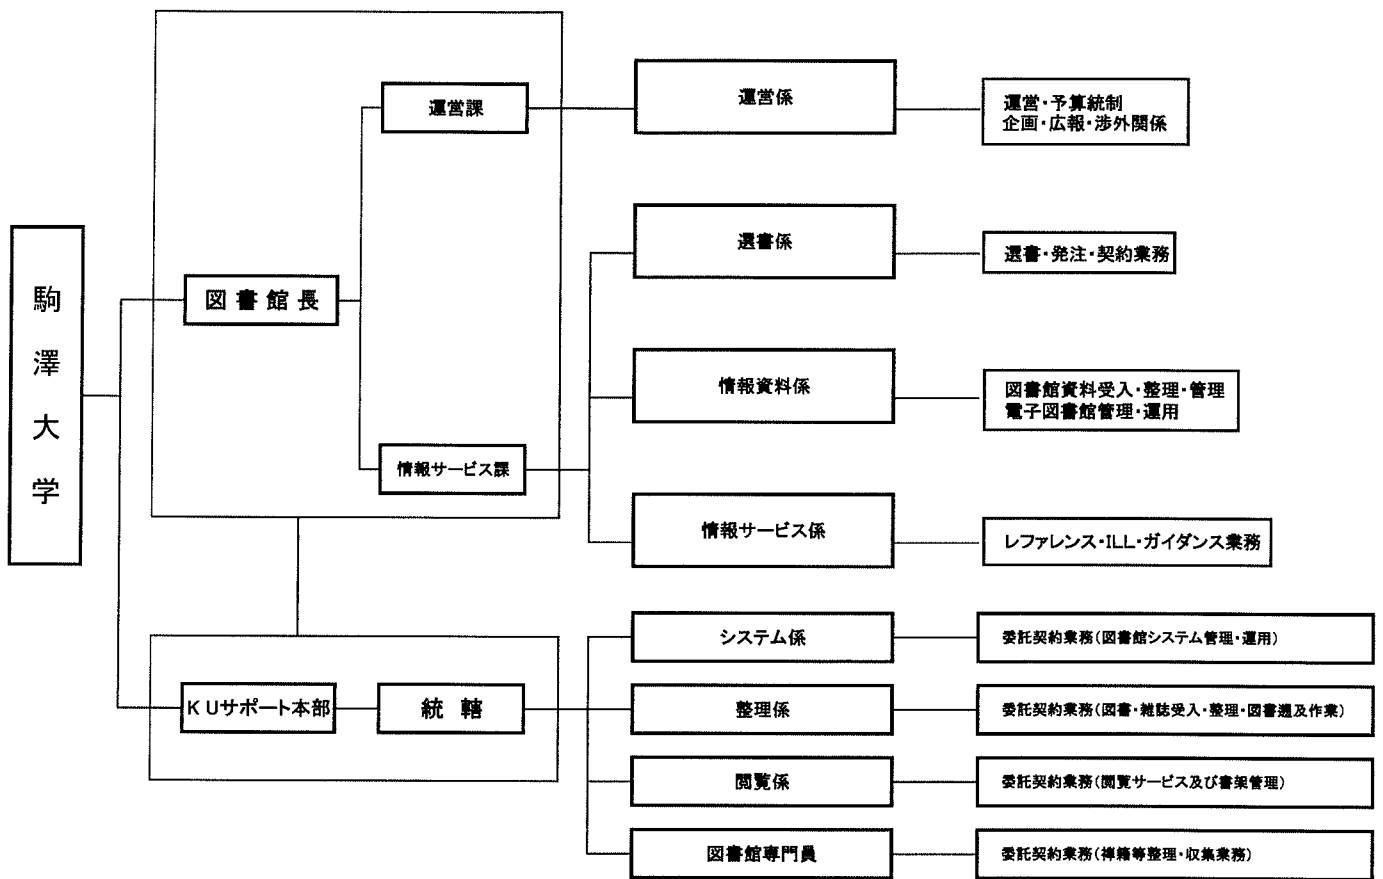 駒澤大学
図書館長
運営課
情報サービス課
運営係
運営・予算統制
企画・広報・渉外関係
選書係
選書・発注・契約業務
情報資料係
図書館資料受入・整理・管理
電子図書館管理・運用
情報サービス係
レファレンス・ILL・ガイダンス業務
KUサポート本部
統轄
システム係
委託契約業務(図書館システム管理・運用)
整理係
委託契約業務(図書・雑誌受入・整理・図書遡及作業)
閲覧係
委託契約業務(閲覧サービス及び書架管理)
図書館専門員
委託契約業務(禅籍等整理・収集業務)